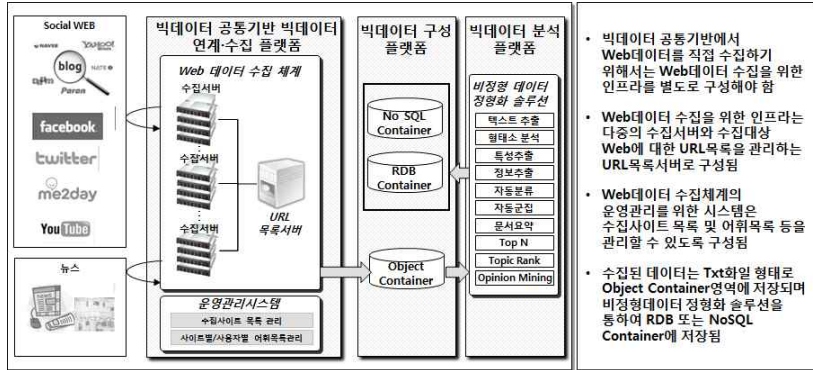 Social WEB
NAVER
YAHOO!
blog
NATE
Daum
Paran
facebook
twitter
me2day
YouTube
뉴스
빅데이터 공통기반 빅데이터
연계·수집 플랫폼
Web 데이터 수집 체계
수집서버
수집서버
수집서버
URL
목록서버
운영관리시스템
수집사이트 목록 관리
사이트별/사용자별 어휘목록관리
빅데이터 구성
플랫폼
No SQL
Container
RDB
Container
Object
Container
빅데이터 분석
플랫폼
비정형 데이터
정형화 솔루션
텍스트 추출
형태소 분석
특성추출
정보추출
자동분류
자동군집
문서요약
Top N
Topic Rank
Opinion Mining
• 빅데이터 공통기반에서
Web데이터를 직접 수집하기
위해서는 Web데이터 수집을 위한
인프라를 별도로 구성해야 함
• Web데이터 수집을 위한 인프라는
다중의 수집서버와 수집대상
Web에 대한 URL목록을 관리하는
URL목록서버로 구성됨
• Web데이터 수집체계의
운영관리를 위한 시스템은
수집사이트 목록 및 어휘목록 등을
관리할 수 있도록 구성됨
• 수집된 데이터는 Txt화일 형태로
Object Container영역에 저장되며
비정형데이터 정형화 솔루션을
통하여 RDB 또는 NoSQL
Container에 저장됨